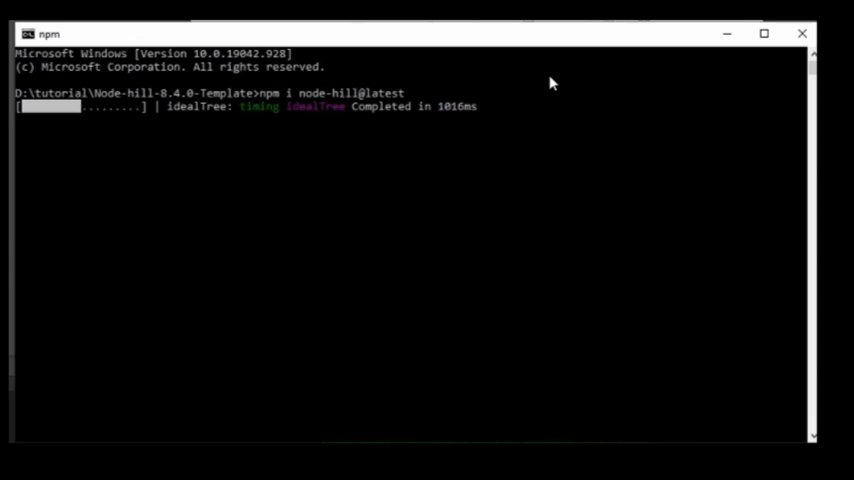 npm
Microsoft Windows [Version 10.0.19042.928]
(c) Microsoft Corporation. All rights reserved.
D:\tutorial\Node-hill-8.4.0-Template>npm i node-hill@latest
[ .........] | idealTree: timing idealTree Completed in 1016ms